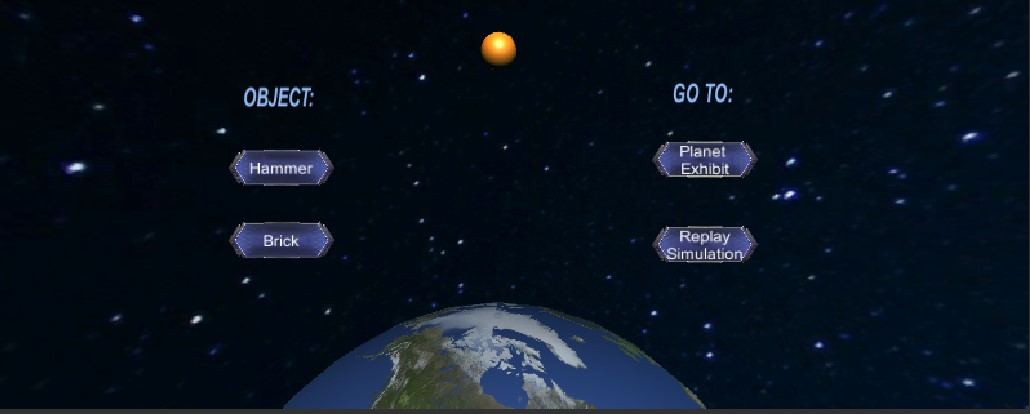 OBJECT:
Hammer
Brick
GO TO:
Planet
Exhibit
Replay
Simulation